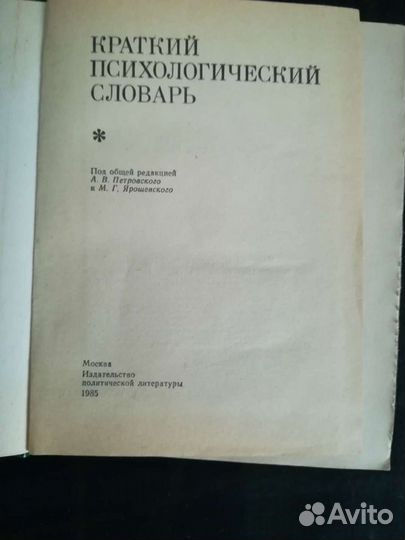 КРАТКИЙ
ПСИХОЛОГИЧЕСКИЙ
СЛОВАРЬ
*
Под общей редакцией
А. В. Петровского
и М. Г. Ярошевского
Москва
Издательство
политической литературы
1985
Avito